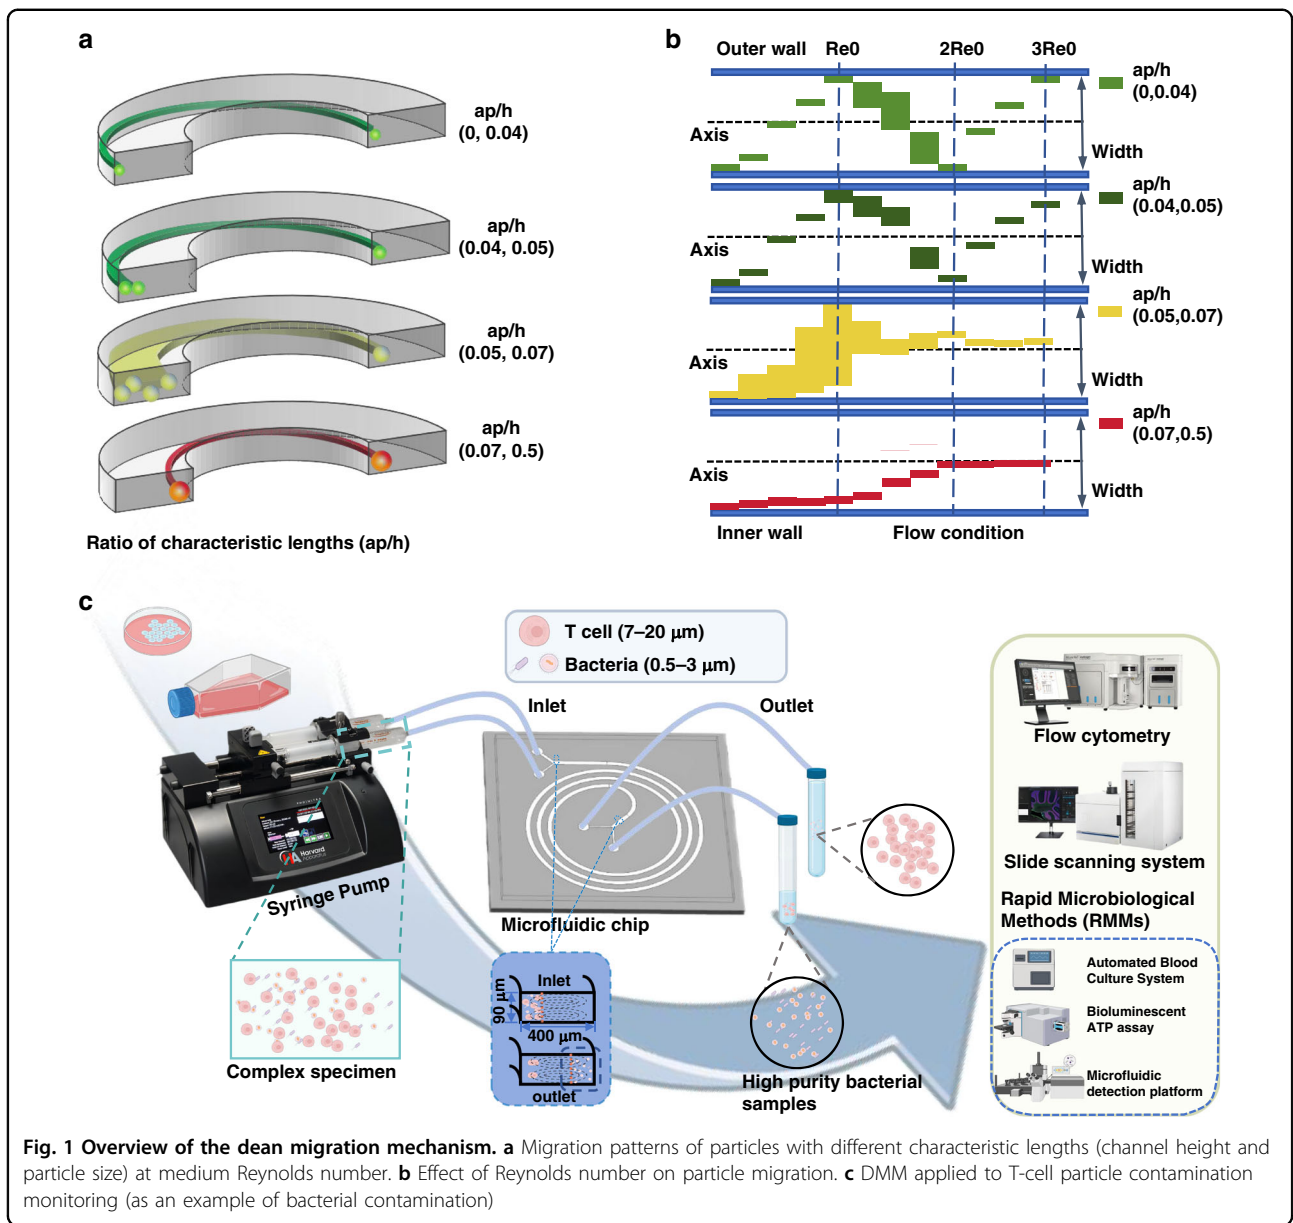 a
ap/h
(0, 0.04)
ap/h
(0.04, 0.05)
ap/h
(0.05, 0.07)
ap/h
(0.07, 0.5)
Ratio of characteristic lengths (ap/h)
b
Outer wall Re0 2Re0 3Re0
ap/h
(0,0.04)
Axis
Width
ap/h
(0.04,0.05)
Axis
Width
ap/h
(0.05,0.07)
Axis
Width
ap/h
(0.07,0.5)
Axis
Width
Inner wall Flow condition
c
T cell (7–20 µm)
Bacteria (0.5–3 µm)
Inlet
Outlet
Harvard
Apparatus
Syringe Pump
Microfluidic chip
Complex specimen
Inlet
90 µm
400 µm
outlet
High purity bacterial
samples
Flow cytometry
Slide scanning system
Rapid Microbiological
Methods (RMMs)
Automated Blood
Culture System
Bioluminescent
ATP assay
Microfluidic
detection platform
Fig. 1 Overview of the dean migration mechanism. a Migration patterns of particles with different characteristic lengths (channel height and
particle size) at medium Reynolds number. b Effect of Reynolds number on particle migration. c DMM applied to T-cell particle contamination
monitoring (as an example of bacterial contamination)